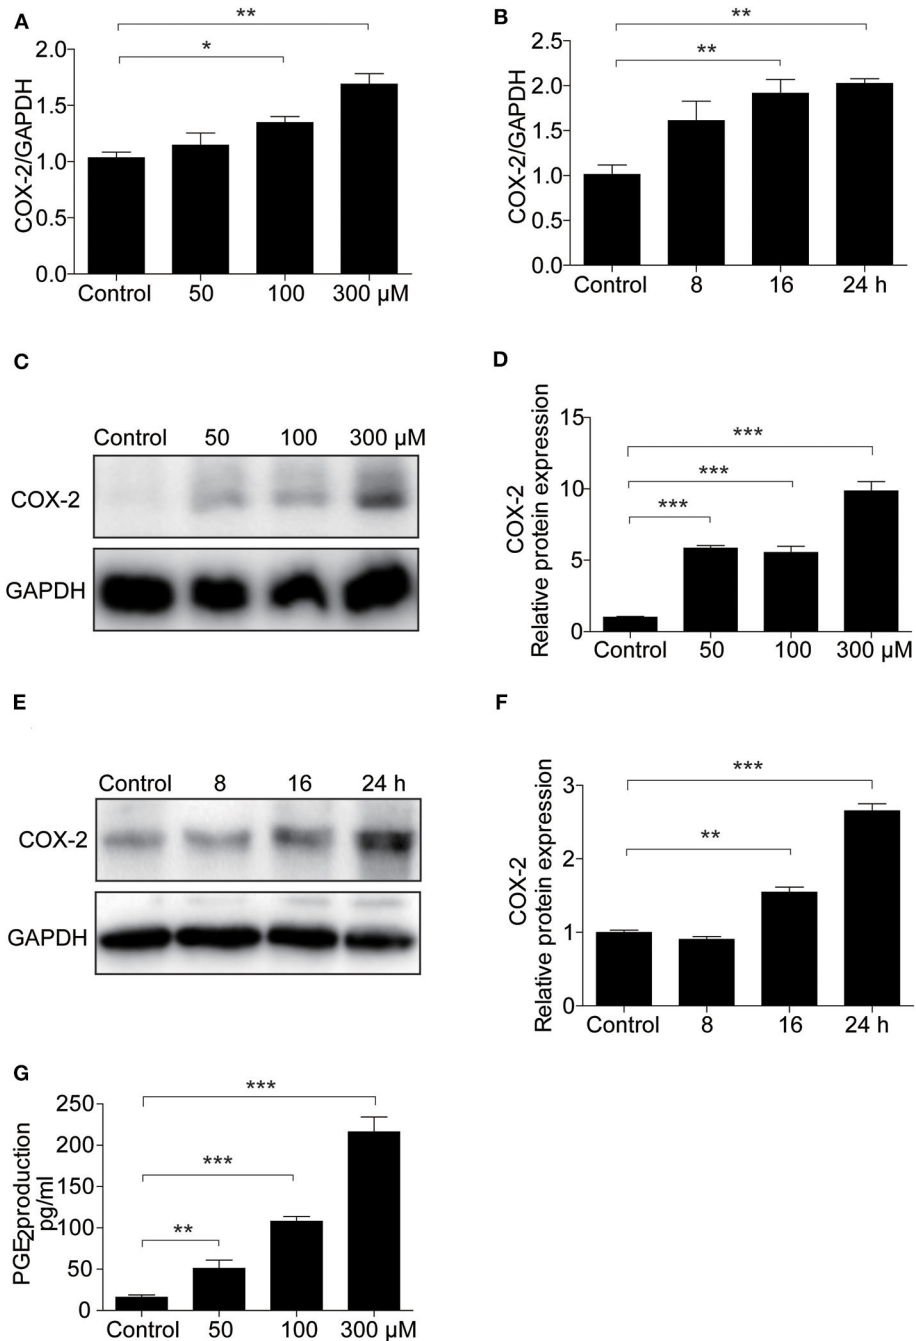 A
COX-2/GAPDH
2.0
1.5
1.0
0.5
0.0
**
*
Control 50 100 300 μM
B
COX-2/GAPDH
2.5
2.0
1.5
1.0
0.5
0.0
**
**
Control 8 16 24 h
C
Control 50 100 300 μM
COX-2
GAPDH
D
COX-2
Relative protein expression
15
10
5
0
***
***
***
Control 50 100 300 μM
E
Control 8 16 24 h
COX-2
GAPDH
F
COX-2
Relative protein expression
3
2
1
0
***
**
Control 8 16 24 h
G
PGE2production
pg/ml
250
200
150
100
50
0
***
***
**
Control 50 100 300 μM